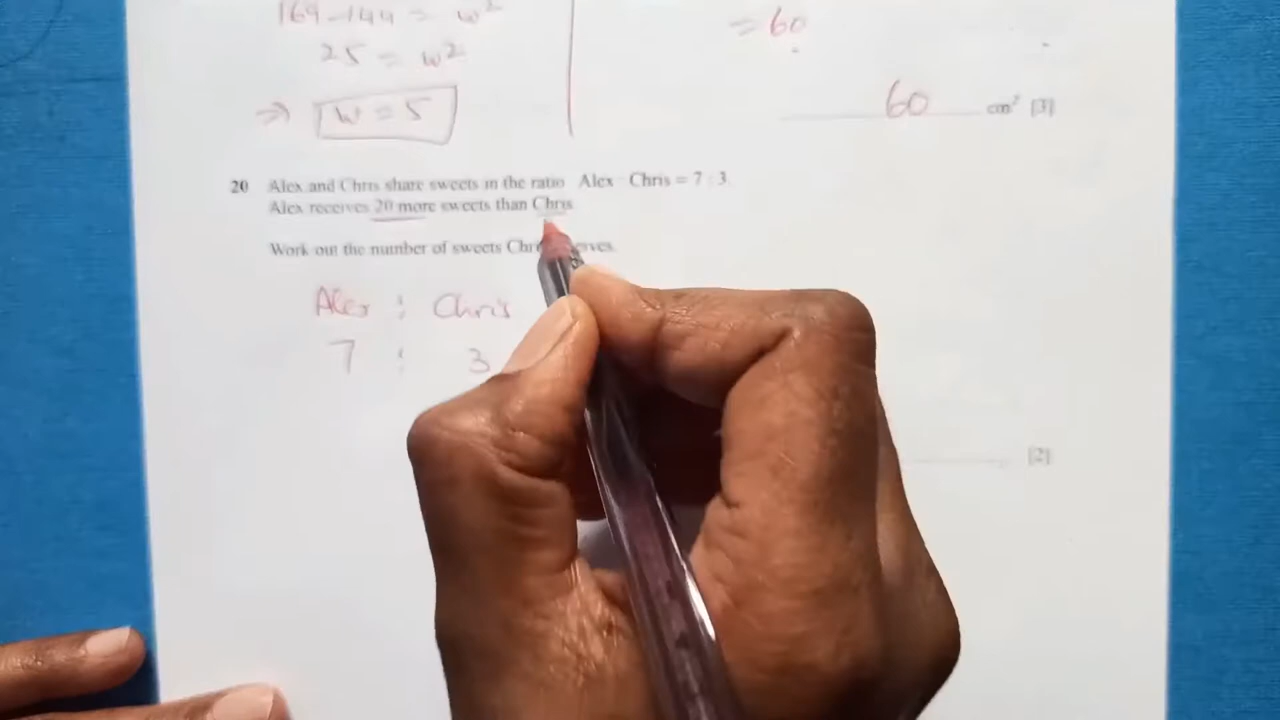 169 - 144 = w²
25 = w²
⇒ w = 5
= 60
60 cm² [3]
20 Alex and Chris share sweets in the ratio Alex : Chris = 7 : 3.
Alex receives 20 more sweets than Chris.
Work out the number of sweets
Alex : Chris
7 : 3
[2]